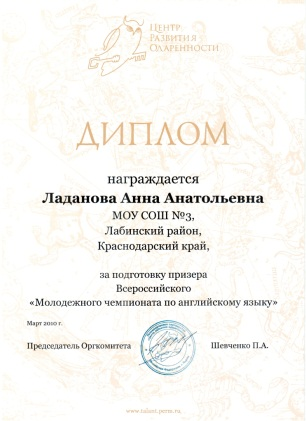 Центр
Развития
Одаренности
ДИПЛОМ
награждается
Ладанова Анна Анатольевна
МОУ СОШ №3,
Лабинский район,
Краснодарский край,
за подготовку призера
Всероссийского
«Молодежного чемпионата по английскому языку»
Март 2010 г.
Председатель Оргкомитета Шевченко П.А.
www.talant.perm.ru